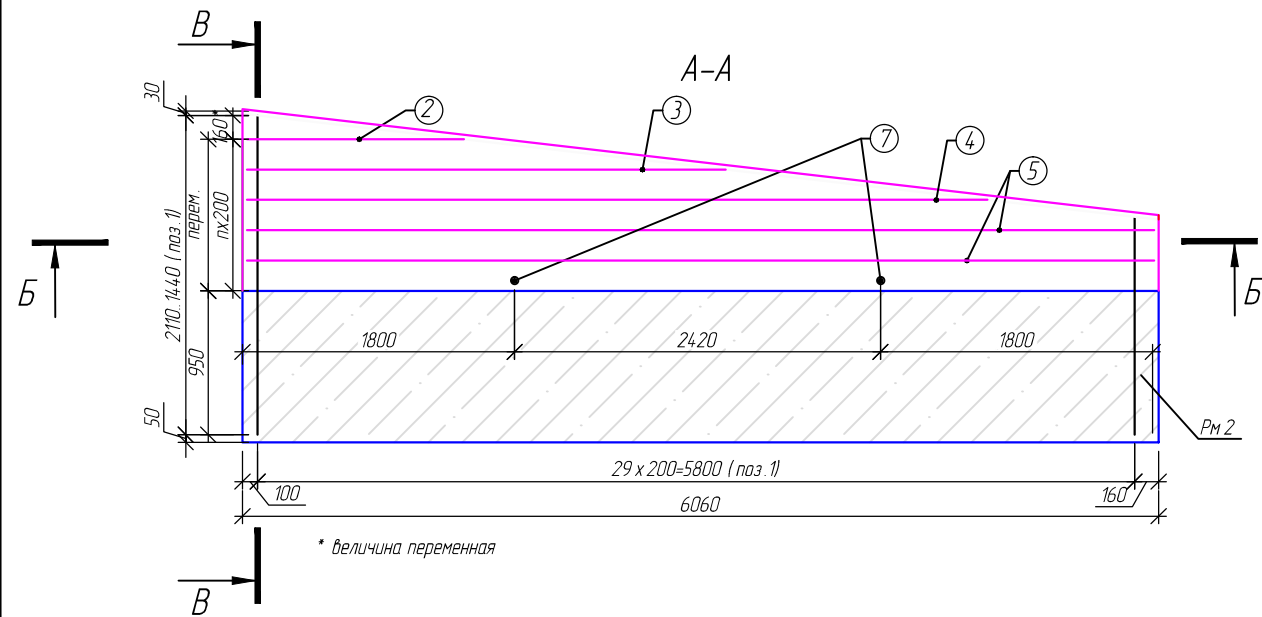 В
А-А
30
160*
2
3
4
5
7
2110..1440 (поз.1)
перем.
nх200
Б
Б
1800
2420
1800
950
50
Рм 2
29 х 200=5800 (поз.1)
100
160
6060
* величина переменная
В